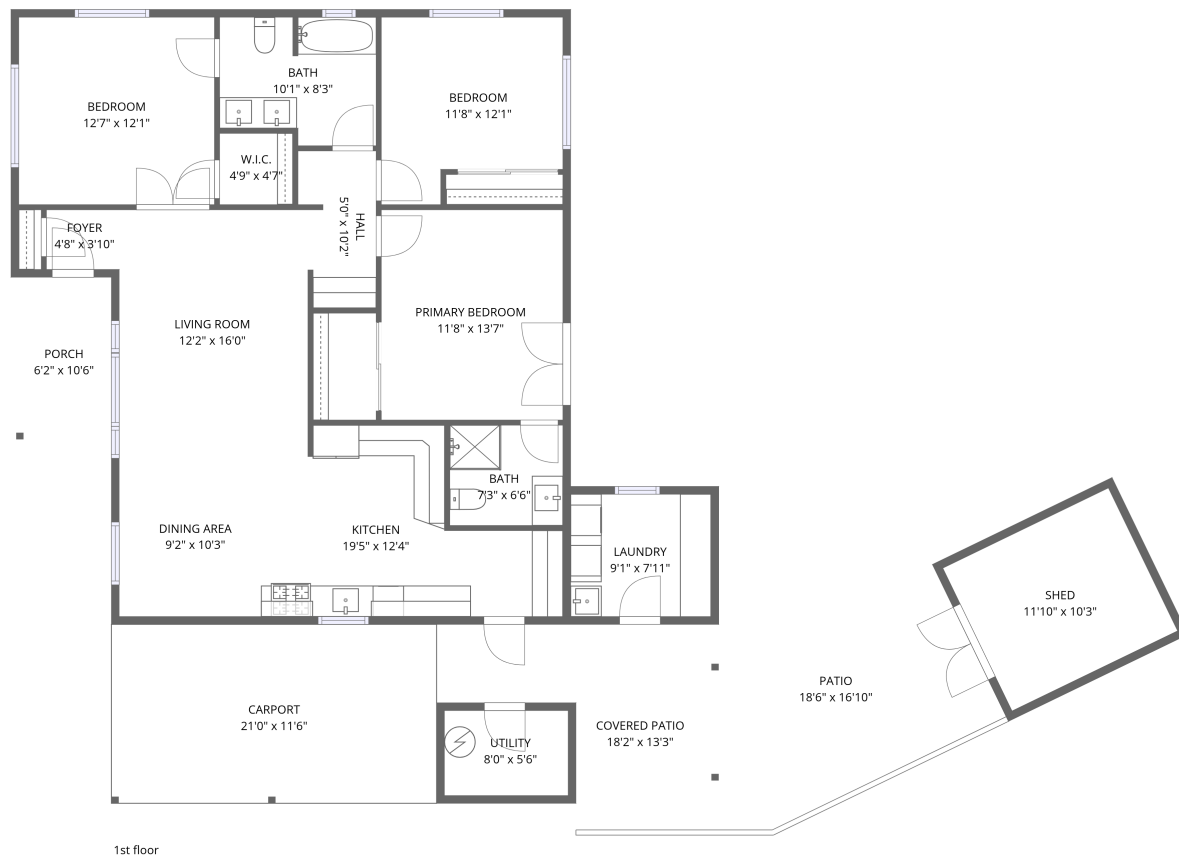 BATH
10'1" x 8'3"
BEDROOM
12'7" x 12'1"
BEDROOM
11'8" x 12'1"
W.I.C.
4'9" x 4'7"
FOYER
4'8" x 3'10"
HALL
5'0" x 10'2"
LIVING ROOM
12'2" x 16'0"
PRIMARY BEDROOM
11'8" x 13'7"
PORCH
6'2" x 10'6"
BATH
7'3" x 6'6"
DINING AREA
9'2" x 10'3"
KITCHEN
19'5" x 12'4"
LAUNDRY
9'1" x 7'11"
SHED
11'10" x 10'3"
PATIO
18'6" x 16'10"
CARPORT
21'0" x 11'6"
COVERED PATIO
18'2" x 13'3"
UTILITY
8'0" x 5'6"
1st floor